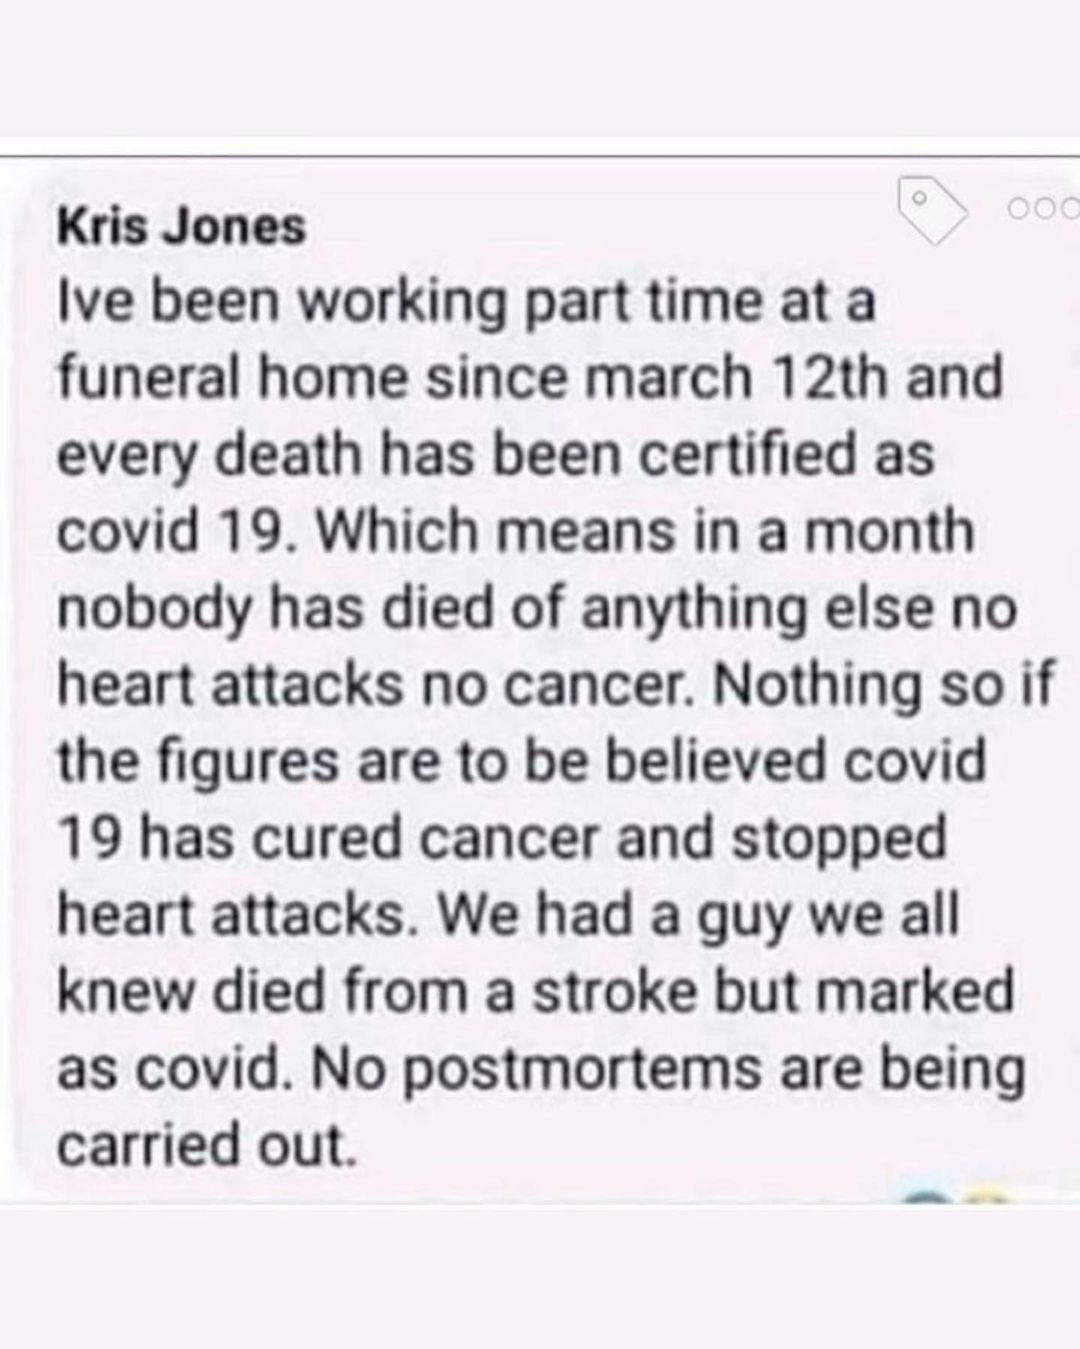 Kris Jones
Ive been working part time at a
funeral home since march 12th and
every death has been certified as
covid 19. Which means in a month
nobody has died of anything else no
heart attacks no cancer. Nothing so if
the figures are to be believed covid
19 has cured cancer and stopped
heart attacks. We had a guy we all
knew died from a stroke but marked
as covid. No postmortems are being
carried out.